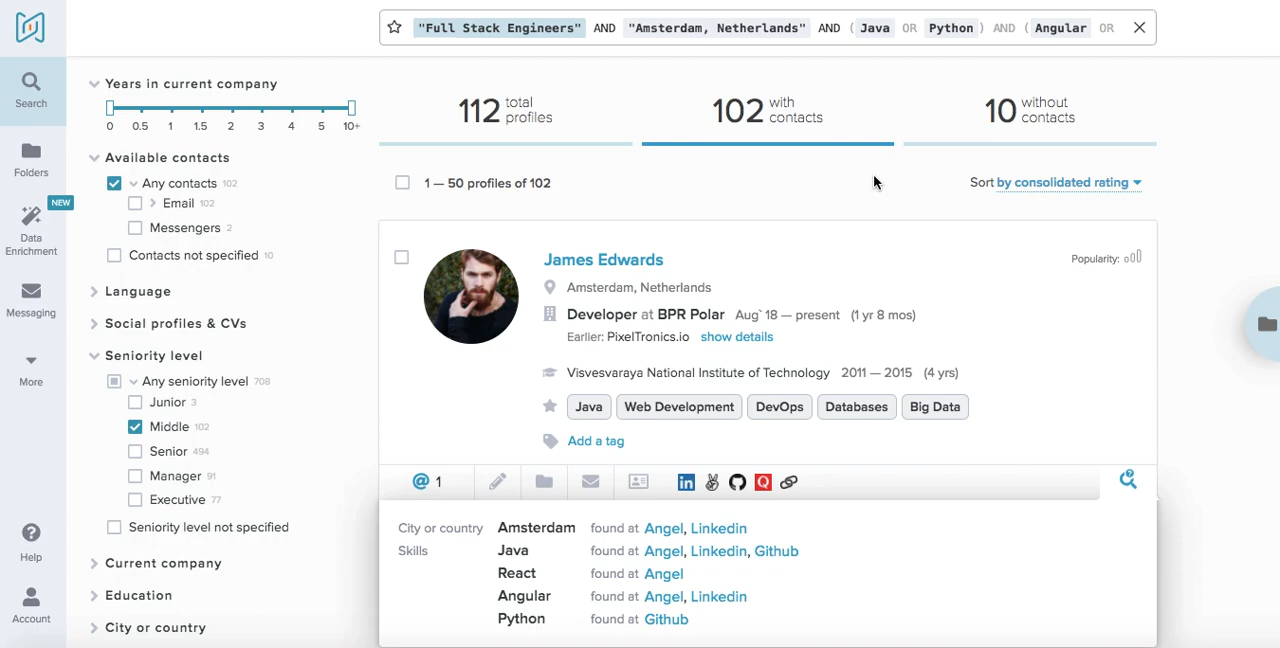 "Full Stack Engineers" AND "Amsterdam, Netherlands" AND (Java OR Python) AND (Angular OR
Search
Folders
NEW
Data
Enrichment
Messaging
More
Help
Account
Years in current company
0 0.5 1 1.5 2 3 4 5 10+
Available contacts
Any contacts 102
Email 102
Messengers 2
Contacts not specified 10
Language
Social profiles & CVs
Seniority level
Any seniority level 708
Junior 3
Middle 102
Senior 494
Manager 91
Executive 77
Seniority level not specified
Current company
Education
City or country
112 total profiles
102 with contacts
10 without contacts
1 — 50 profiles of 102
Sort by consolidated rating
James Edwards
Popularity:
Amsterdam, Netherlands
Developer at BPR Polar Aug` 18 — present (1 yr 8 mos)
Earlier: PixelTronics.io show details
Visvesvaraya National Institute of Technology 2011 — 2015 (4 yrs)
Java Web Development DevOps Databases Big Data
Add a tag
@ 1
City or country Amsterdam found at Angel, Linkedin
Skills Java found at Angel, Linkedin, Github
React found at Angel
Angular found at Angel, Linkedin
Python found at Github